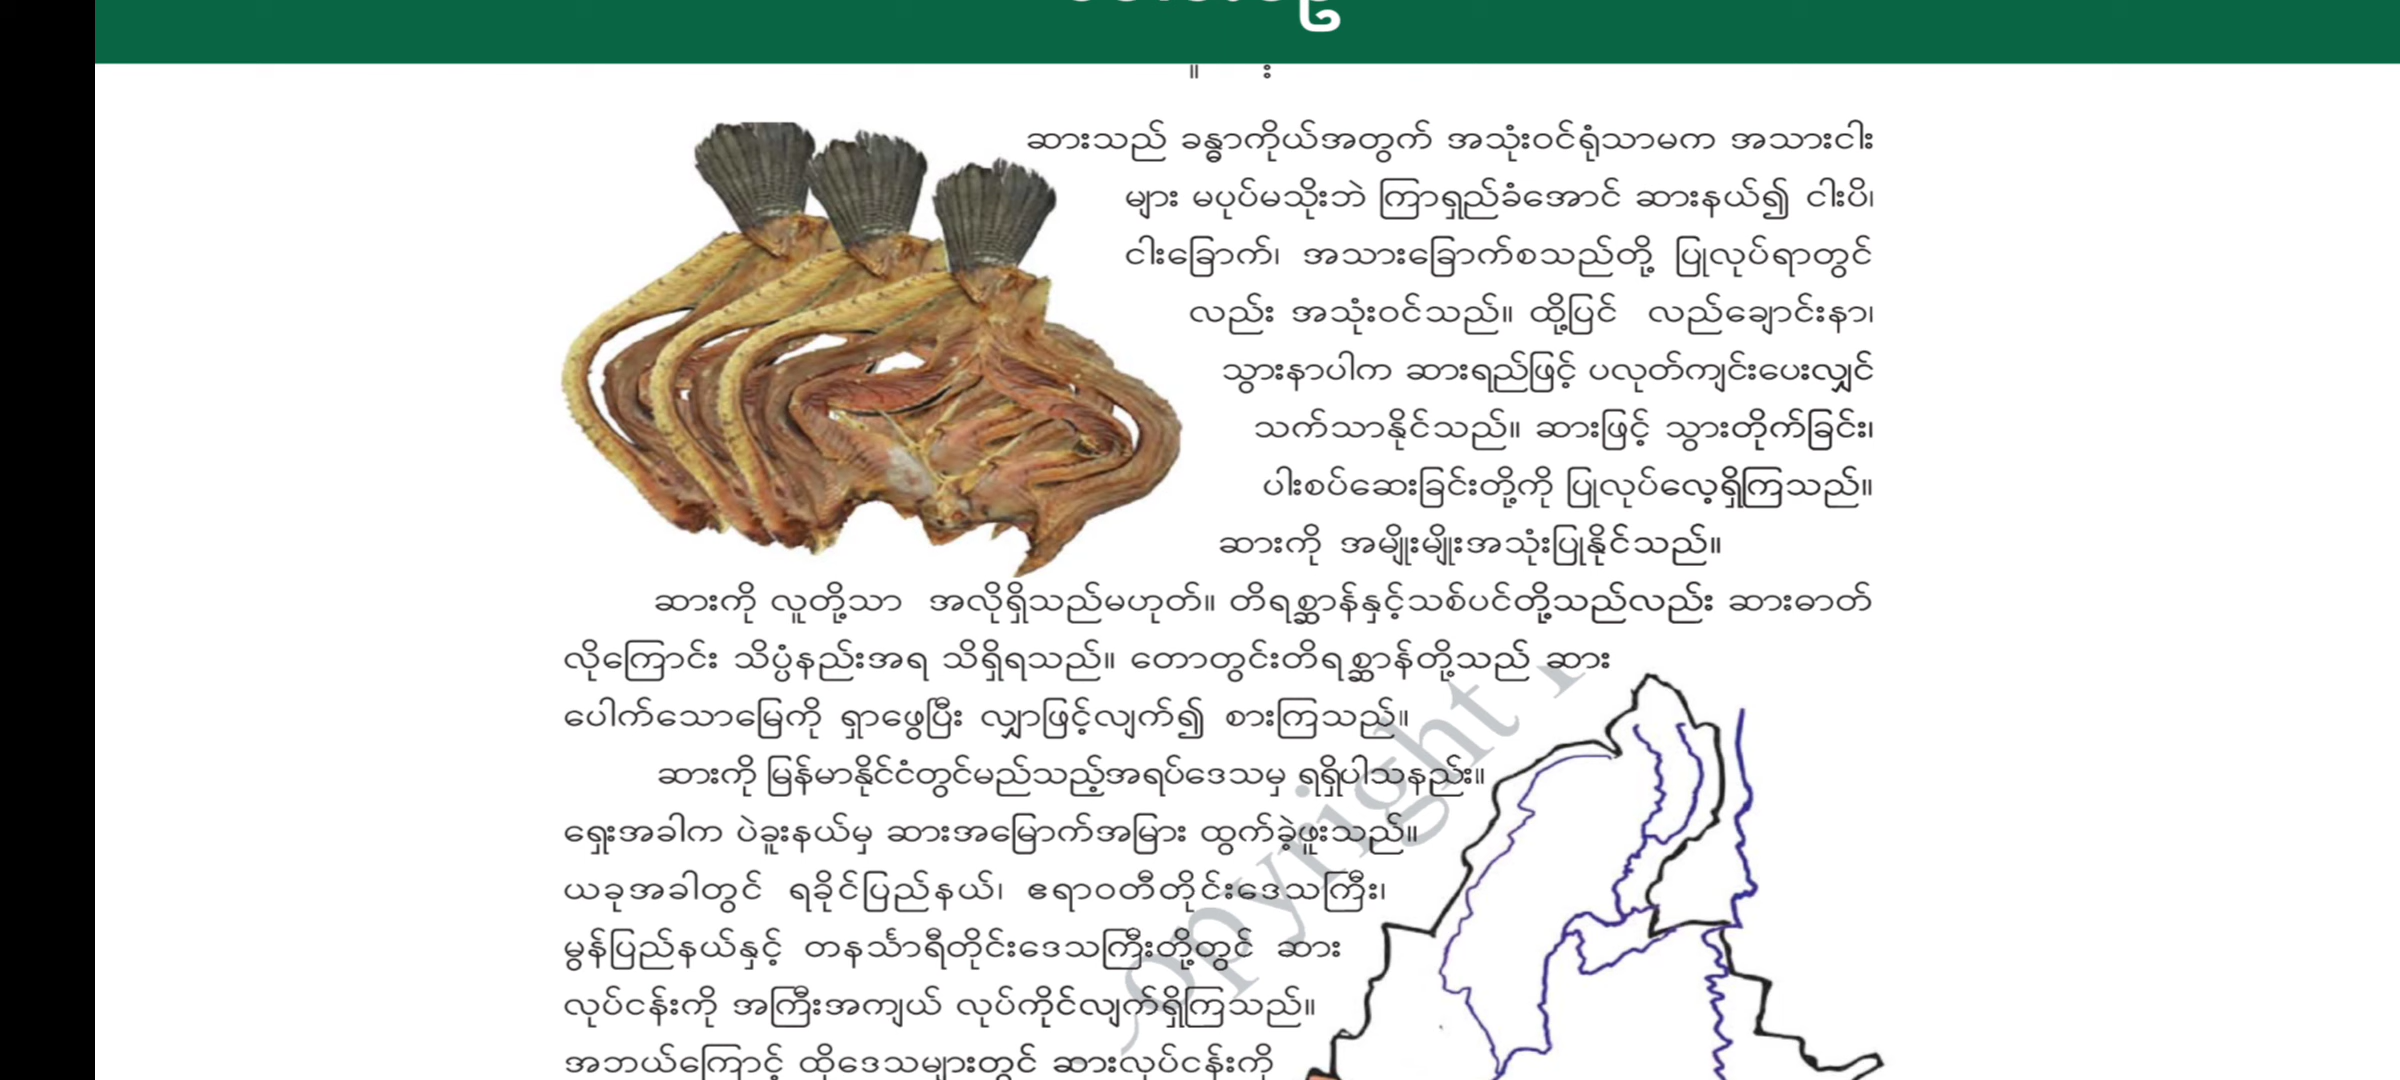 ဆားသည် ခန္ဓာကိုယ်အတွက် အသုံးဝင်ရုံသာမက အသားငါး
များ မပုပ်မသိုးဘဲ ကြာရှည်ခံအောင် ဆားနယ်၍ ငါးပိ၊
ငါးခြောက်၊ အသားခြောက်စသည်တို့ ပြုလုပ်ရာတွင်
လည်း အသုံးဝင်သည်။ ထို့ပြင် လည်ချောင်းနာ၊
သွားနာပါက ဆားရည်ဖြင့် ပလုတ်ကျင်းပေးလျှင်
သက်သာနိုင်သည်။ ဆားဖြင့် သွားတိုက်ခြင်း၊
ပါးစပ်ဆေးခြင်းတို့ကို ပြုလုပ်လေ့ရှိကြသည်။
ဆားကို အမျိုးမျိုးအသုံးပြုနိုင်သည်။
ဆားကို လူတို့သာ အလိုရှိသည်မဟုတ်။ တိရစ္ဆာန်နှင့်သစ်ပင်တို့သည်လည်း ဆားဓာတ်
လိုကြောင်း သိပ္ပံနည်းအရ သိရှိရသည်။ တောတွင်းတိရစ္ဆာန်တို့သည် ဆား
ပေါက်သောမြေကို ရှာဖွေပြီး လျှာဖြင့်လျက်၍ စားကြသည်။
ဆားကို မြန်မာနိုင်ငံတွင်မည်သည့်အရပ်ဒေသမှ ရရှိပါသနည်း။
ရှေးအခါက ပဲခူးနယ်မှ ဆားအမြောက်အမြား ထွက်ခဲ့ဖူးသည်။
ယခုအခါတွင် ရခိုင်ပြည်နယ်၊ ဧရာဝတီတိုင်းဒေသကြီး၊
မွန်ပြည်နယ်နှင့် တနင်္သာရီတိုင်းဒေသကြီးတို့တွင် ဆား
လုပ်ငန်းကို အကြီးအကျယ် လုပ်ကိုင်လျက်ရှိကြသည်။
အဘယ်ကြောင့် ထိုဒေသများတွင် ဆားလုပ်ငန်းကို
opyright